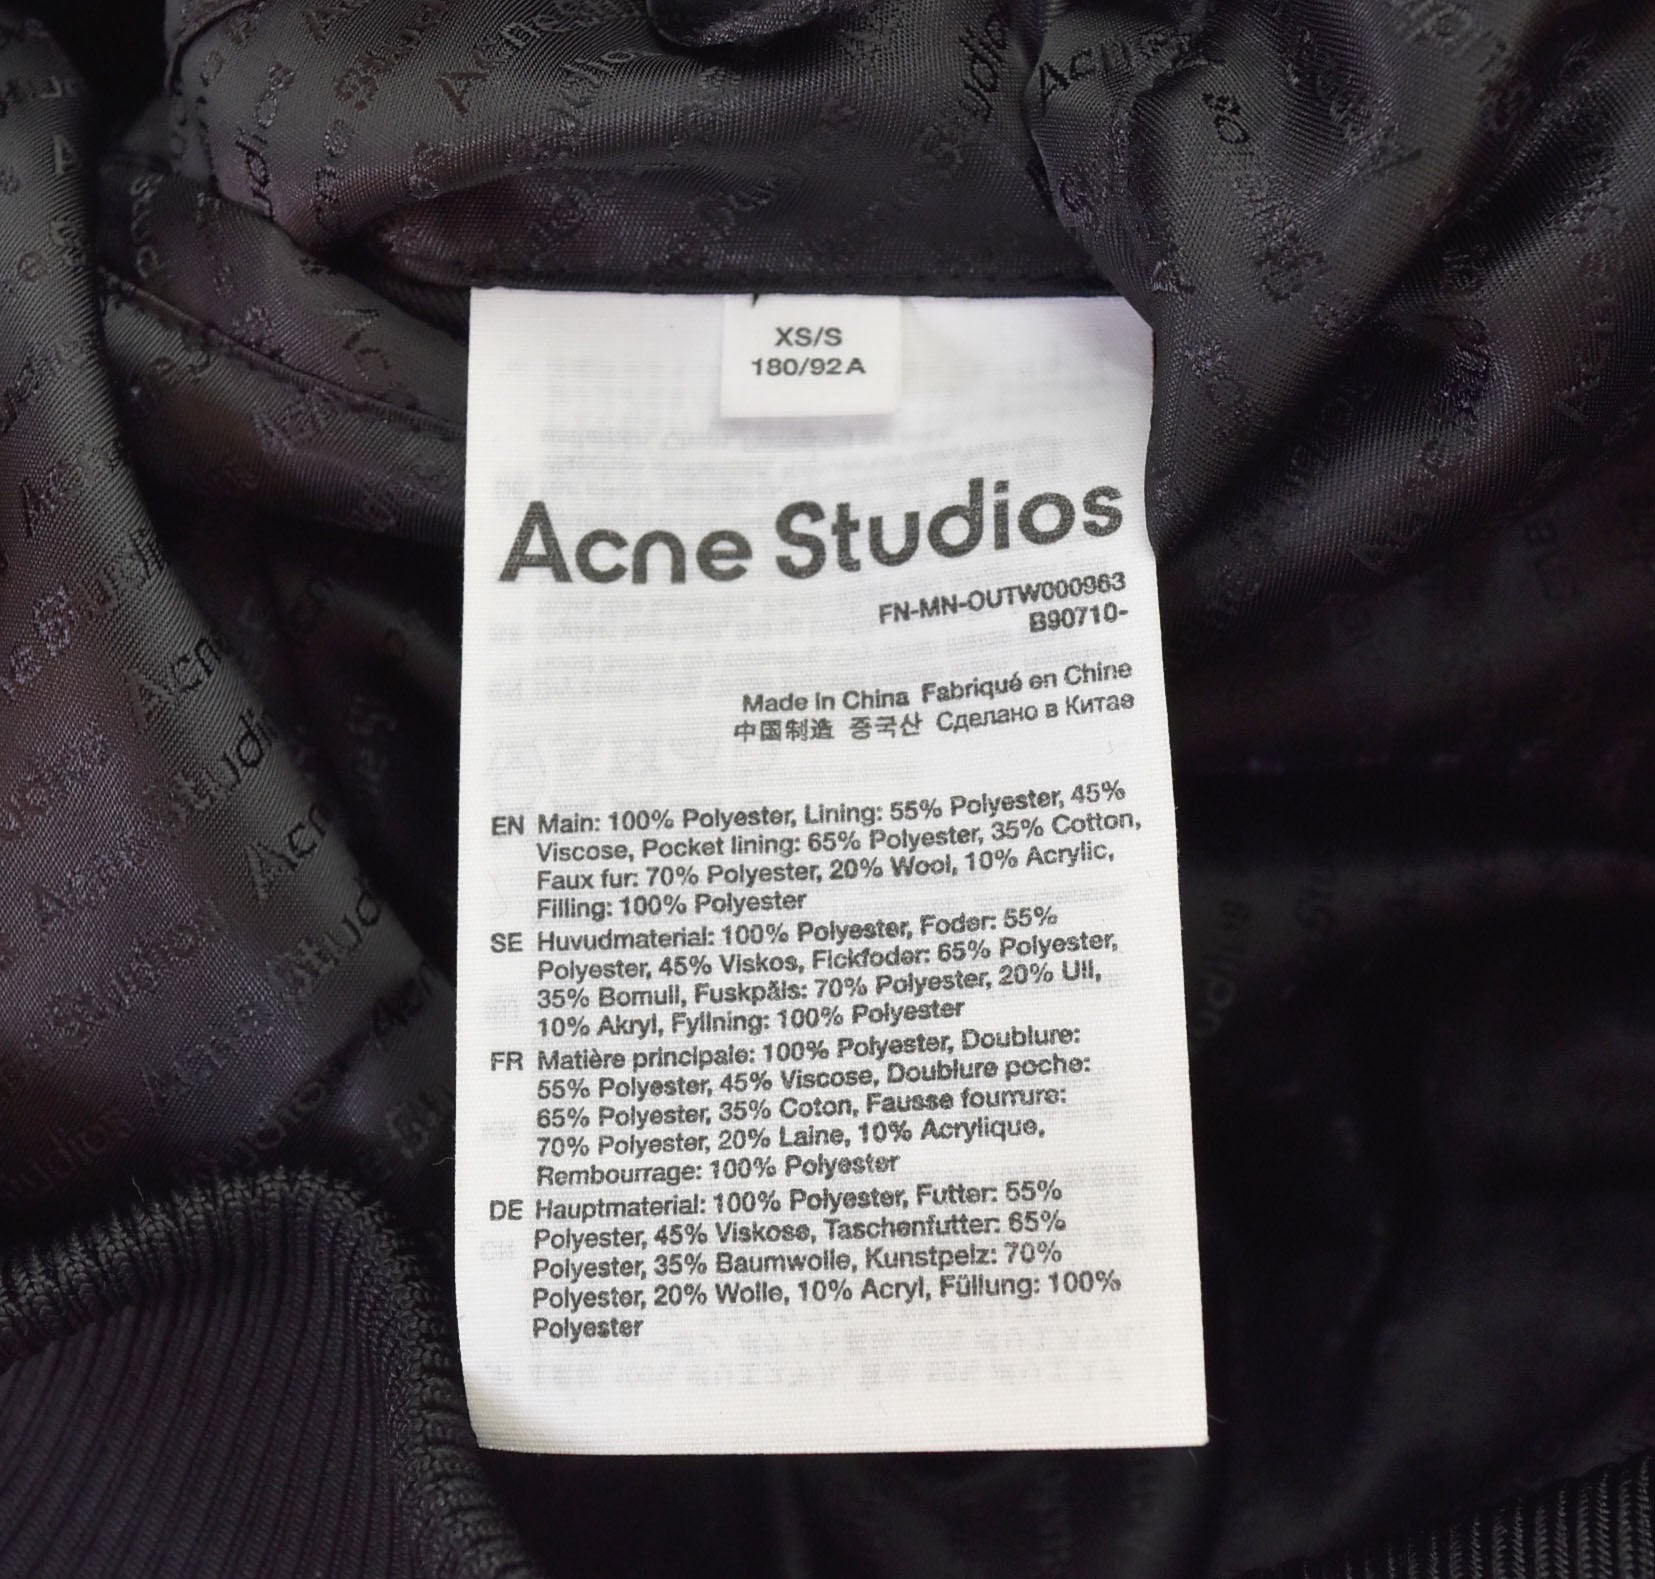 XS/S
180/92A
Acne Studios
FN-MN-OUTW000963
B90710-
Made in China Fabriqué en Chine
中国制造 중국산 Сделано в Китае
EN Main: 100% Polyester, Lining: 55% Polyester, 45%
Viscose, Pocket lining: 65% Polyester, 35% Cotton,
Faux fur: 70% Polyester, 20% Wool, 10% Acrylic,
Filling: 100% Polyester
SE Huvudmaterial: 100% Polyester, Foder: 55%
Polyester, 45% Viskos, Fickfoder: 65% Polyester,
35% Bomull, Fuskpäls: 70% Polyester, 20% Ull,
10% Akryl, Fyllning: 100% Polyester
FR Matière principale: 100% Polyester, Doublure:
55% Polyester, 45% Viscose, Doublure poche:
65% Polyester, 35% Coton, Fausse fourrure:
70% Polyester, 20% Laine, 10% Acrylique,
Rembourrage: 100% Polyester
DE Hauptmaterial: 100% Polyester, Futter: 55%
Polyester, 45% Viskose, Taschenfutter: 65%
Polyester, 35% Baumwolle, Kunstpelz: 70%
Polyester, 20% Wolle, 10% Acryl, Füllung: 100%
Polyester